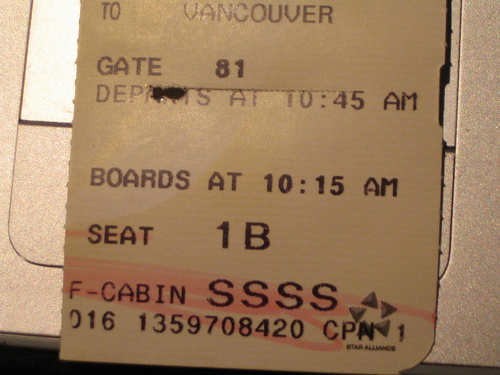 TO VANCOUVER
GATE 81
DEPARTS AT 10:45 AM
BOARDS AT 10:15 AM
SEAT 1B
F-CABIN SSSS
016 1359708420 CPN 1
STAR ALLIANCE